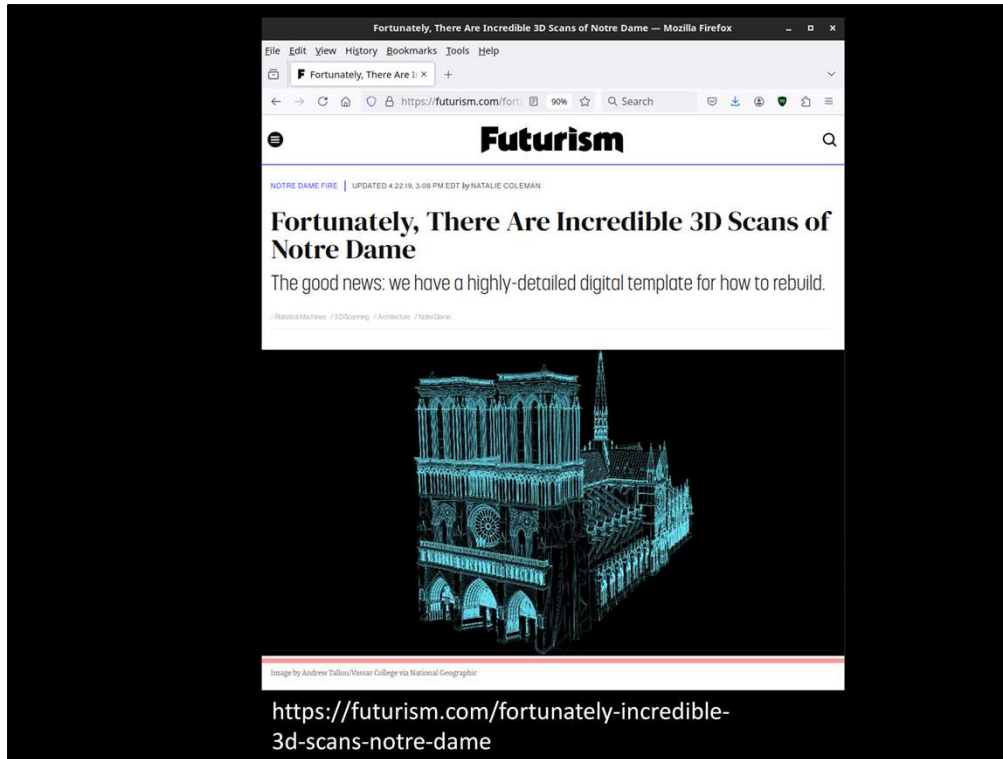 Fortunately, There Are Incredible 3D Scans of Notre Dame — Mozilla Firefox
File Edit View History Bookmarks Tools Help
Fortunately, There Are Ir
https://futurism.com/fort
90%
Search
Futurism
NOTRE DAME FIRE | UPDATED 4.22.19, 3:08 PM EDT by NATALIE COLEMAN
Fortunately, There Are Incredible 3D Scans of
Notre Dame
The good news: we have a highly-detailed digital template for how to rebuild.
/ Robots & Machines / 3D Scanning / Architecture / Notre Dame
Image by Andrew Tallon/Vassar College via National Geographic
https://futurism.com/fortunately-incredible-
3d-scans-notre-dame